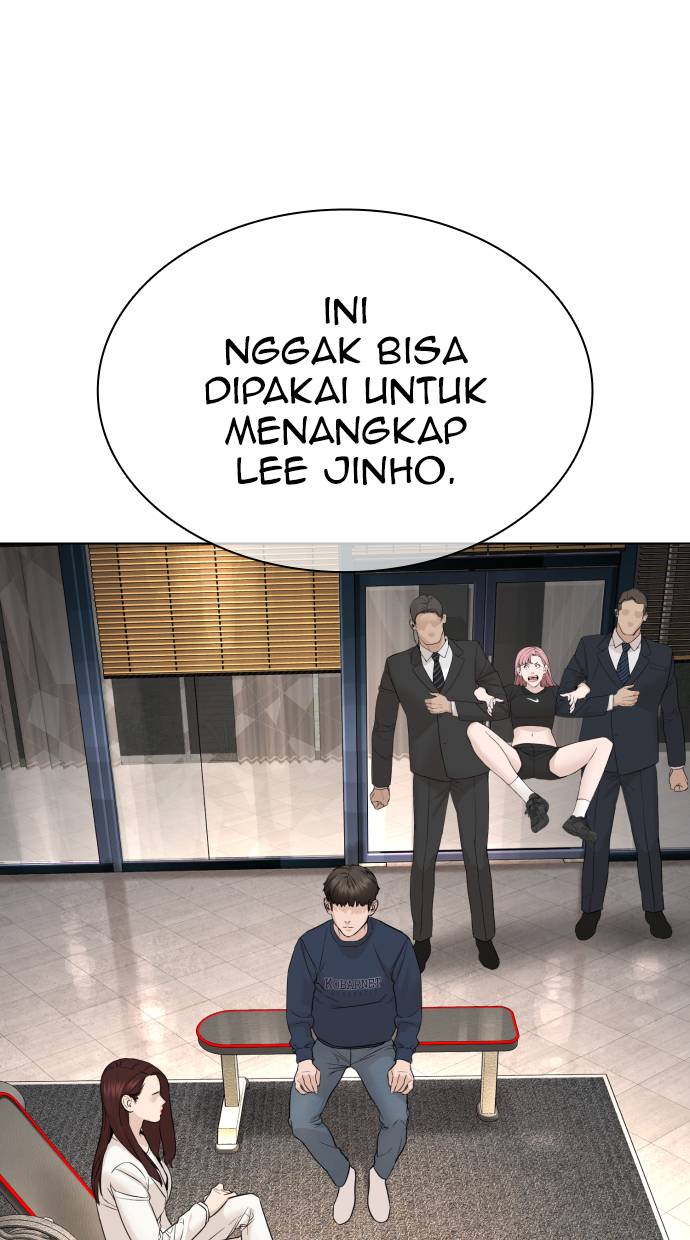 INI
NGGAK BISA
DIPAKAI UNTUK
MENANGKAP
LEE JINHO.
KOBARNET